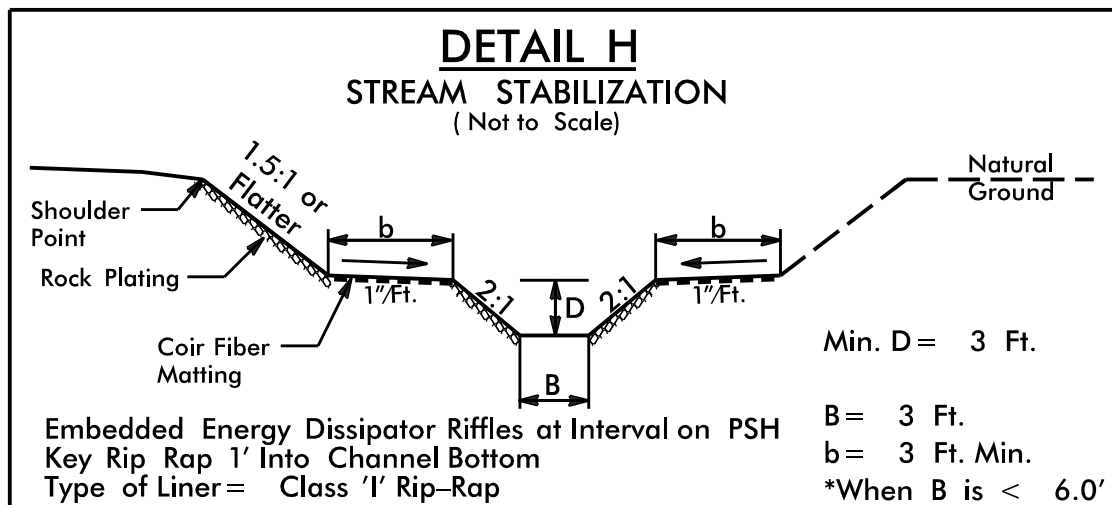 DETAIL H
STREAM STABILIZATION
( Not to Scale)
1.5:1 or
Flatter
Natural
Ground
Shoulder
Point
b
b
Rock Plating
1"/Ft.
2:1
D
2:1
1"/Ft.
Coir Fiber
Matting
B
Min. D = 3 Ft.
Embedded Energy Dissipator Riffles at Interval on PSH
Key Rip Rap 1' Into Channel Bottom
Type of Liner = Class 'I' Rip-Rap
B = 3 Ft.
b = 3 Ft. Min.
*When B is < 6.0'